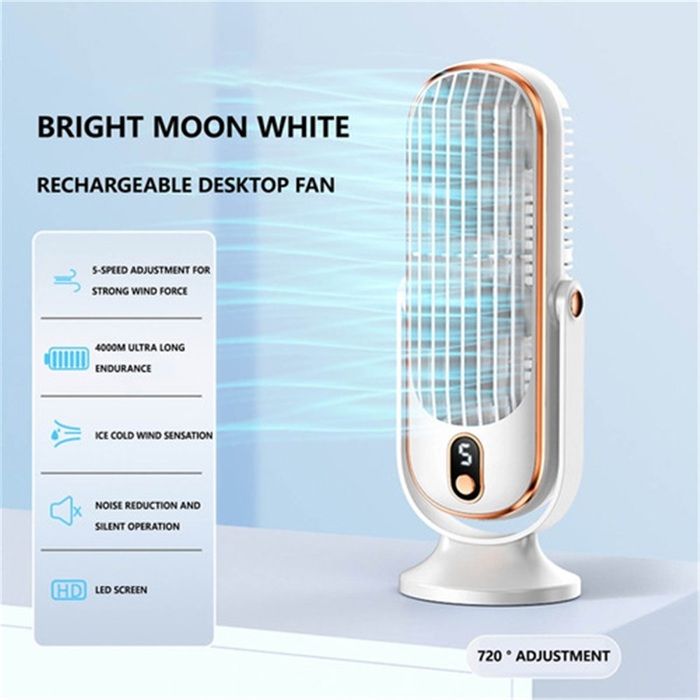 BRIGHT MOON WHITE
RECHARGEABLE DESKTOP FAN
5-SPEED ADJUSTMENT FOR
STRONG WIND FORCE
4000M ULTRA LONG
ENDURANCE
ICE COLD WIND SENSATION
NOISE REDUCTION AND
SILENT OPERATION
HD
LED SCREEN
5
720 ° ADJUSTMENT